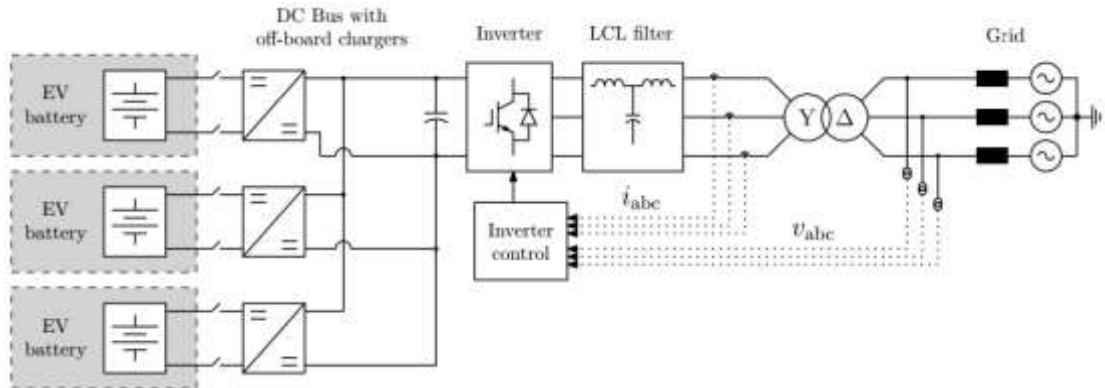 DC Bus with
off-board chargers
Inverter
LCL filter
Grid
EV
battery
Y Δ
EV
battery
i_abc
v_abc
Inverter
control
EV
battery